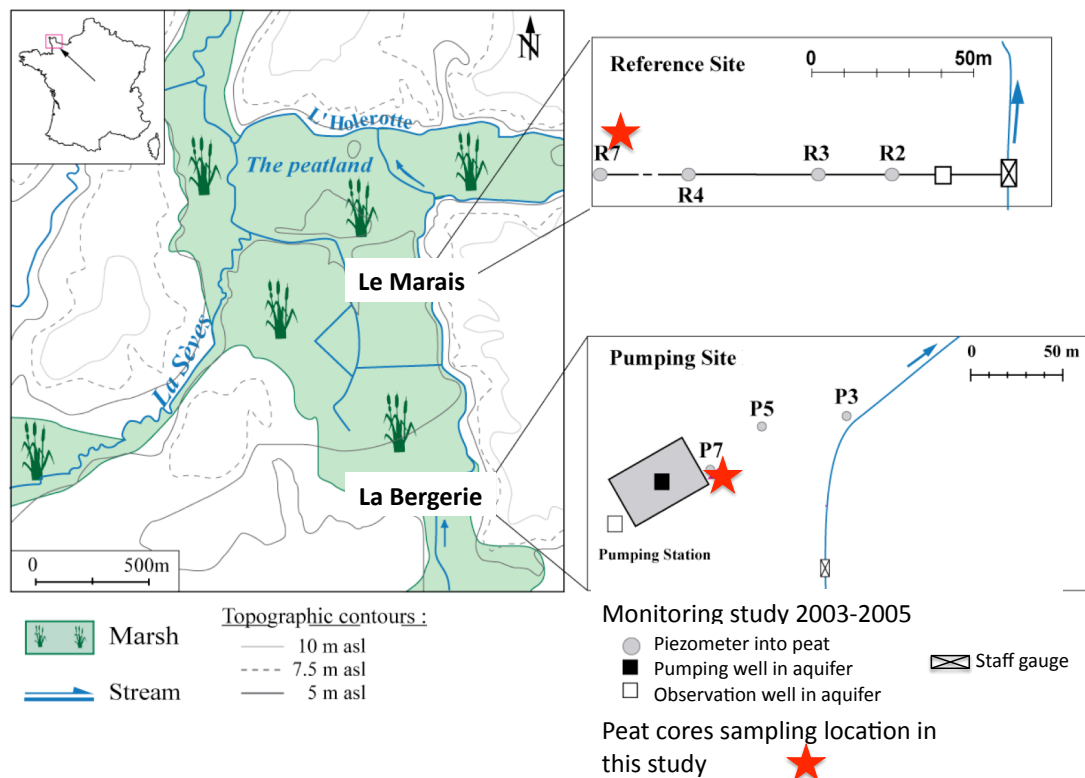 N
L'Holerotte
The peatland
Le Marais
La Sèves
La Bergerie
0 500m
Marsh
Stream
Topographic contours :
10 m asl
7.5 m asl
5 m asl
Reference Site
0 50m
R7
R4
R3
R2
Pumping Site
0 50 m
P3
P5
P7
Pumping Station
Monitoring study 2003-2005
Piezometer into peat
Pumping well in aquifer
Observation well in aquifer
Staff gauge
Peat cores sampling location in
this study